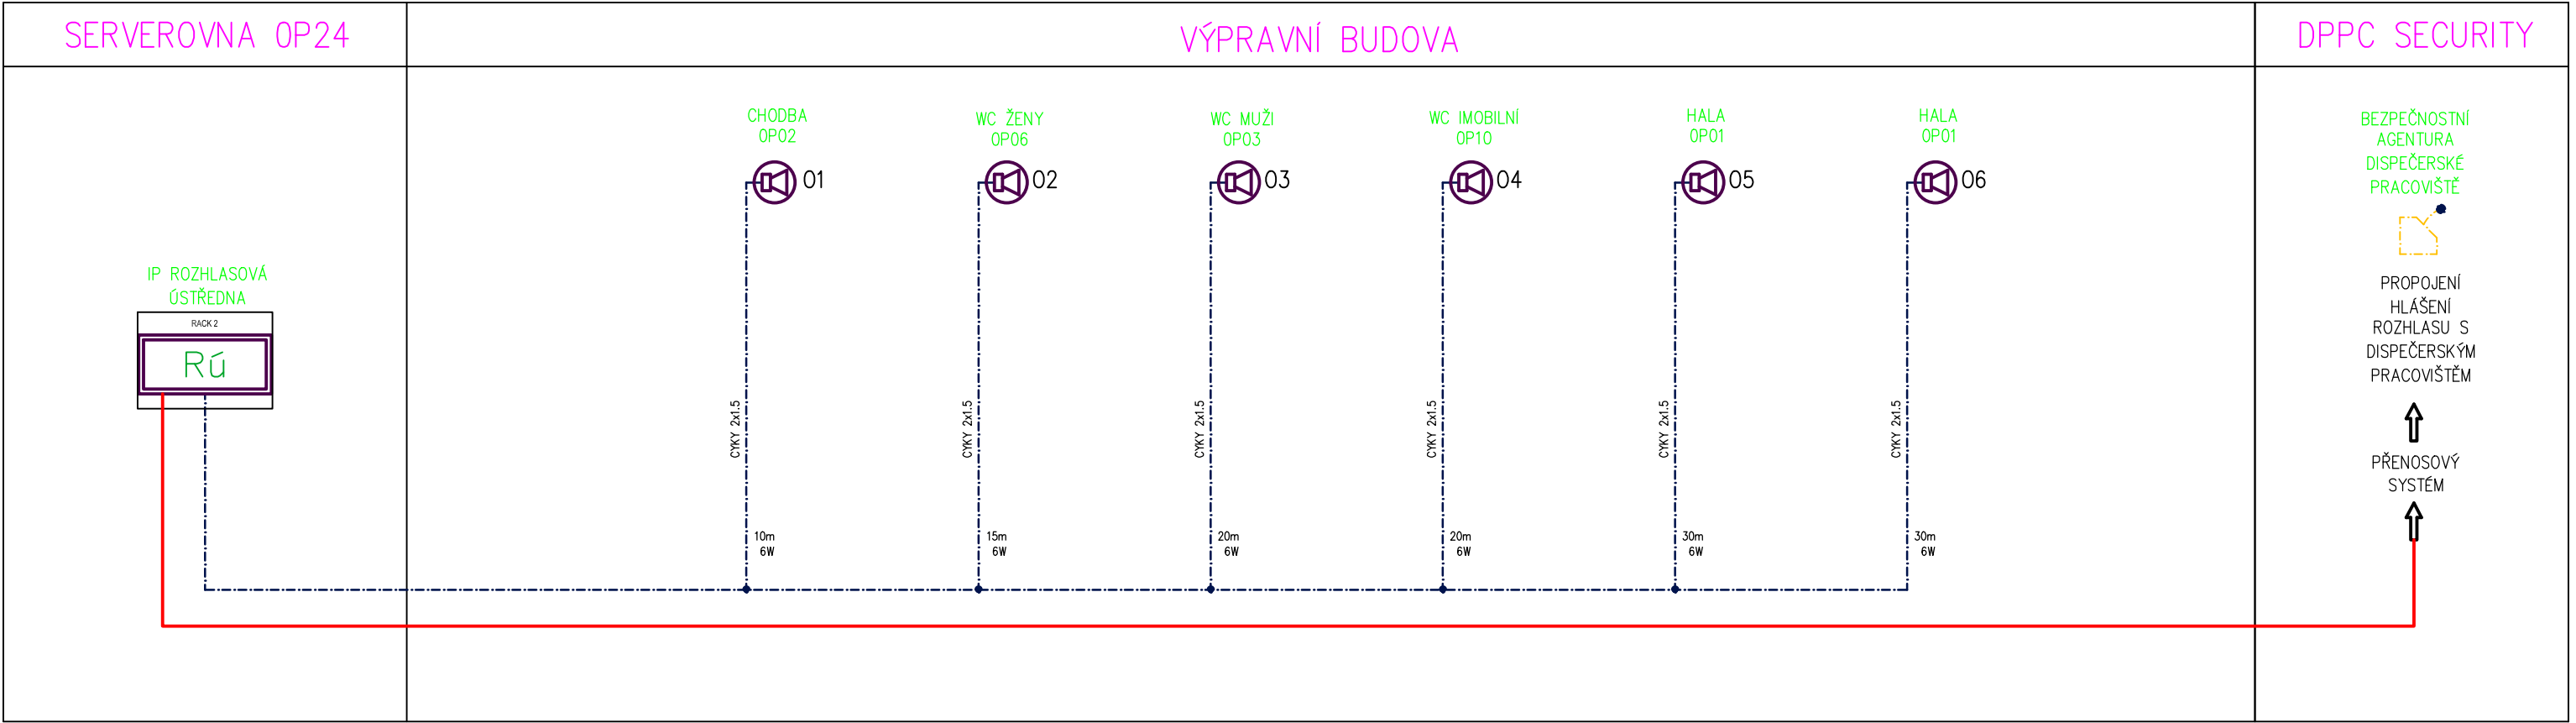 SERVEROVNA 0P24
VÝPRAVNÍ BUDOVA
DPPC SECURITY
IP ROZHLASOVÁ
ÚSTŘEDNA
RACK 2
Rú
CHODBA
0P02
01
CYKY 2x1.5
10m
6W
WC ŽENY
0P06
02
CYKY 2x1.5
15m
6W
WC MUŽI
0P03
03
CYKY 2x1.5
20m
6W
WC IMOBILNÍ
0P10
04
CYKY 2x1.5
20m
6W
HALA
0P01
05
CYKY 2x1.5
30m
6W
HALA
0P01
06
CYKY 2x1.5
30m
6W
BEZPEČNOSTNÍ
AGENTURA
DISPEČERSKÉ
PRACOVIŠTĚ
PROPOJENÍ
HLÁŠENÍ
ROZHLASU S
DISPEČERSKÝM
PRACOVIŠTĚM
PŘENOSOVÝ
SYSTÉM